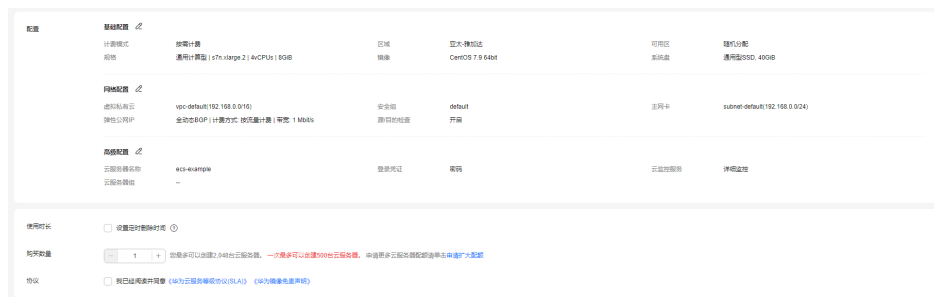 配置
基础配置
计费模式 按需计费 区域 亚太-雅加达 可用区 随机分配
规格 通用计算型 | s7n.xlarge.2 | 4vCPUs | 8GiB 镜像 CentOS 7.9 64bit 系统盘 通用型SSD, 40GiB
网络配置
虚拟私有云 vpc-default(192.168.0.0/16) 安全组 default 主网卡 subnet-default(192.168.0.0/24)
弹性公网IP 全动态BGP | 计费方式: 按流量计费 | 带宽: 1 Mbit/s 源/目的检查 开启
高级配置
云服务器名称 ecs-example 登录凭证 密码 云监控服务 详细监控
云服务器组 --
使用时长 设置定时删除时间 ?
购买数量 - 1 + 您最多可以创建2,048台云服务器。 一次最多可以创建500台云服务器。 申请更多云服务器配额请单击申请扩大配额
协议 我已经阅读并同意《华为云服务等级协议(SLA)》 《华为镜像免责声明》